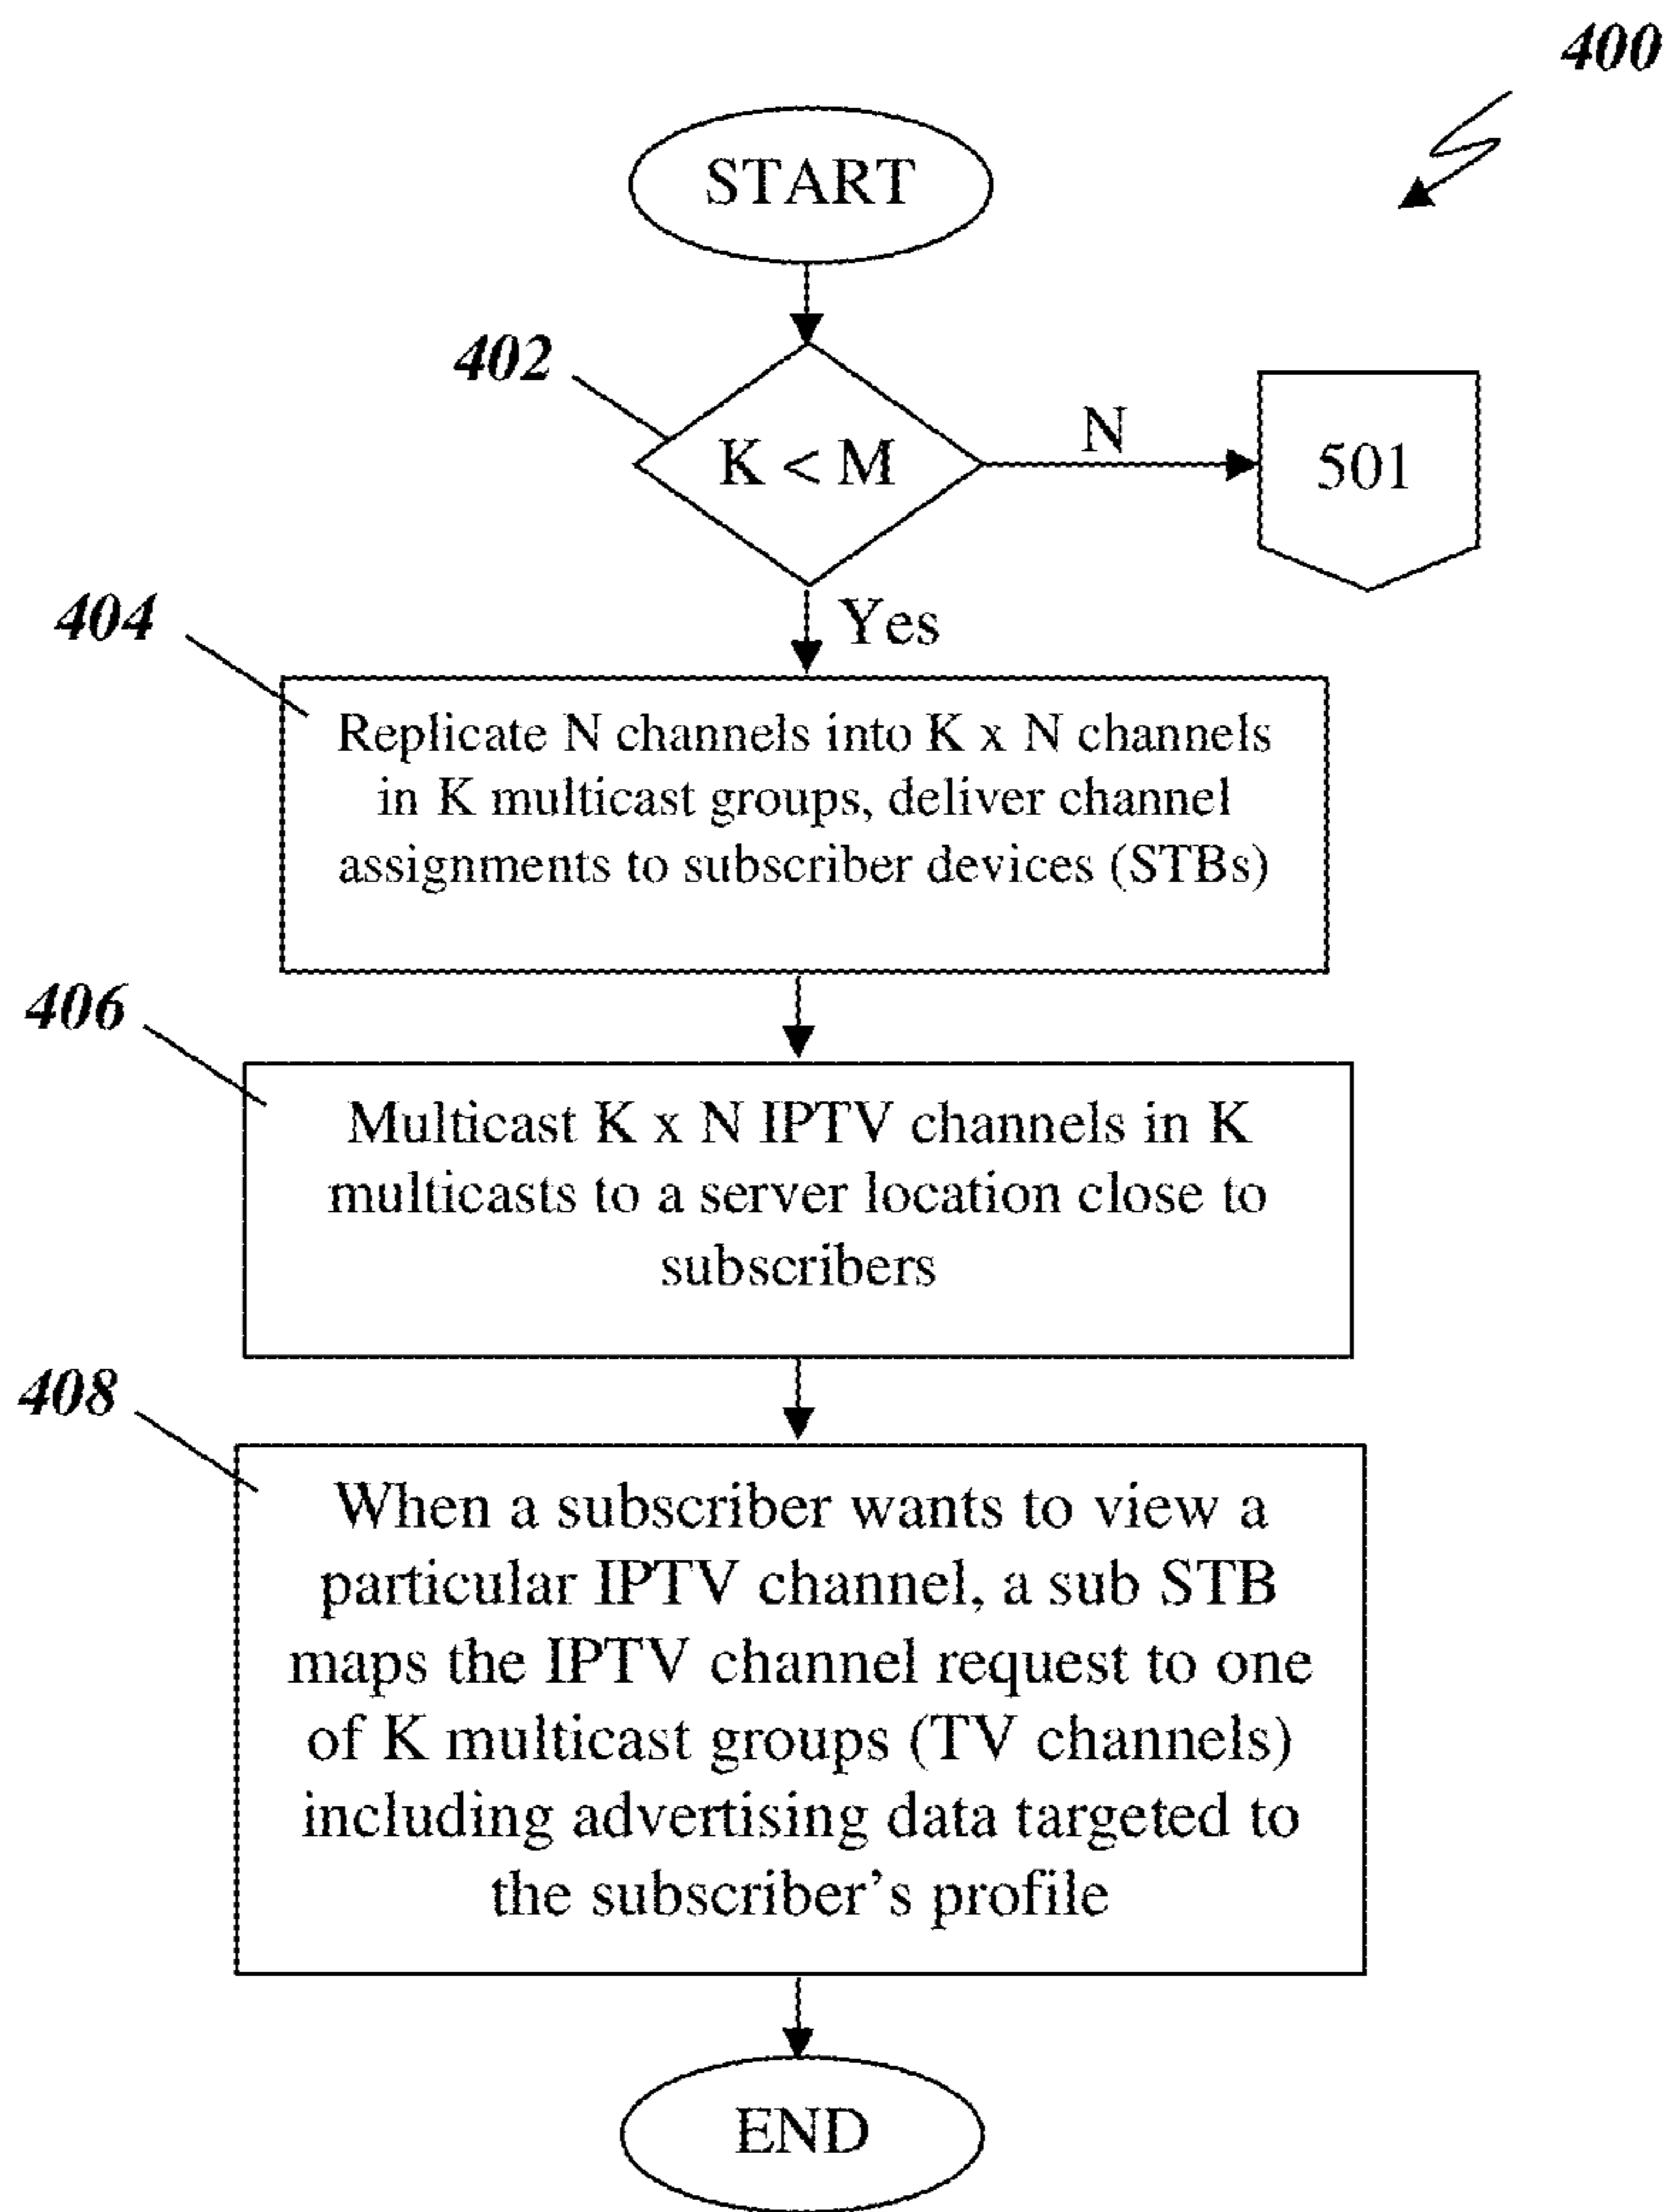 400
START
402
K < M
N
501
Yes
404
Replicate N channels into K x N channels
in K multicast groups, deliver channel
assignments to subscriber devices (STBs)
406
Multicast K x N IPTV channels in K
multicasts to a server location close to
subscribers
408
When a subscriber wants to view a
particular IPTV channel, a sub STB
maps the IPTV channel request to one
of K multicast groups (TV channels)
including advertising data targeted to
the subscriber’s profile
END